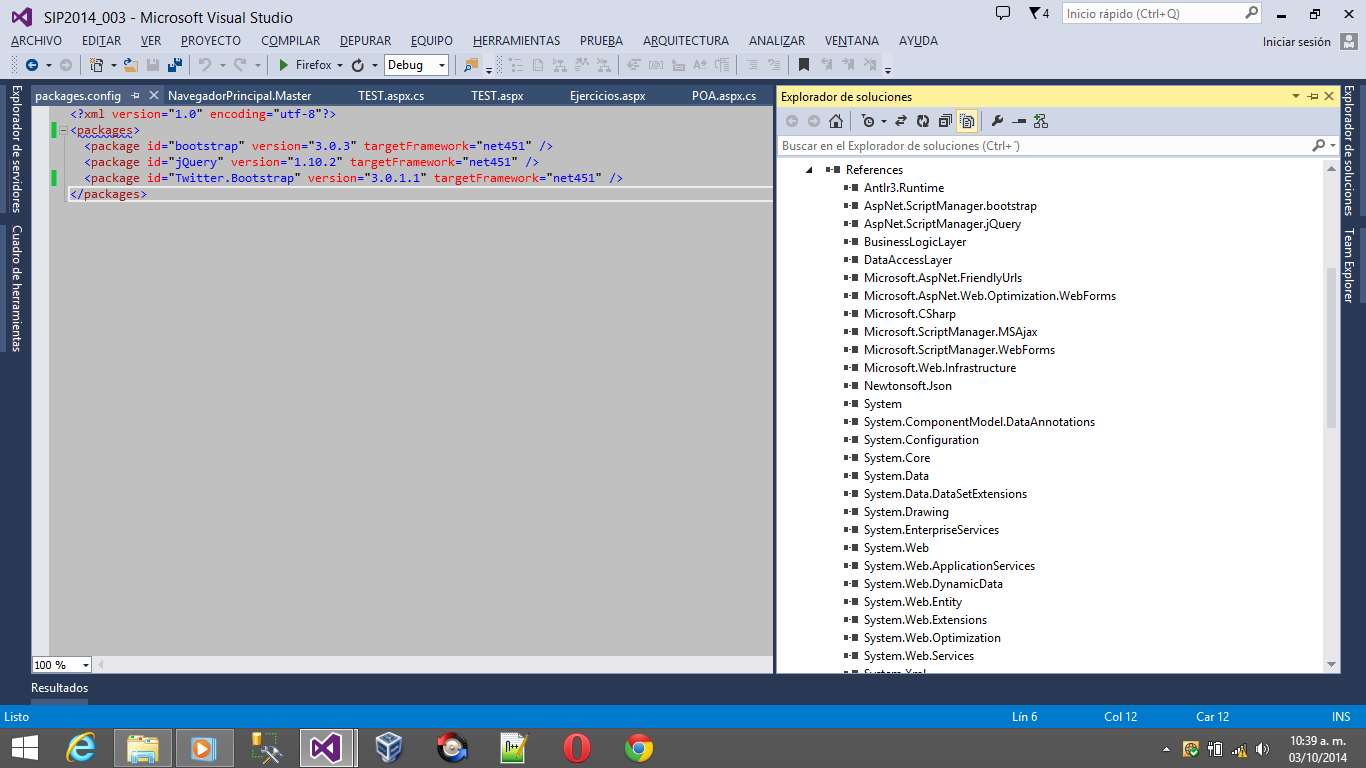 SIP2014_003 - Microsoft Visual Studio
4
Inicio rápido (Ctrl+Q)
ARCHIVO EDITAR VER PROYECTO COMPILAR DEPURAR EQUIPO HERRAMIENTAS PRUEBA ARQUITECTURA ANALIZAR VENTANA AYUDA
Iniciar sesión
Firefox
Debug
Explorador de servidores
Cuadro de herramientas
packages.config NavegadorPrincipal.Master TEST.aspx.cs TEST.aspx Ejercicios.aspx POA.aspx.cs
<?xml version="1.0" encoding="utf-8"?>
<packages>
<package id="bootstrap" version="3.0.3" targetFramework="net451" />
<package id="jQuery" version="1.10.2" targetFramework="net451" />
<package id="Twitter.Bootstrap" version="3.0.1.1" targetFramework="net451" />
</packages>
100 %
Explorador de soluciones
Buscar en el Explorador de soluciones (Ctrl+´)
References
Antlr3.Runtime
AspNet.ScriptManager.bootstrap
AspNet.ScriptManager.jQuery
BusinessLogicLayer
DataAccessLayer
Microsoft.AspNet.FriendlyUrls
Microsoft.AspNet.Web.Optimization.WebForms
Microsoft.CSharp
Microsoft.ScriptManager.MSAjax
Microsoft.ScriptManager.WebForms
Microsoft.Web.Infrastructure
Newtonsoft.Json
System
System.ComponentModel.DataAnnotations
System.Configuration
System.Core
System.Data
System.Data.DataSetExtensions
System.Drawing
System.EnterpriseServices
System.Web
System.Web.ApplicationServices
System.Web.DynamicData
System.Web.Entity
System.Web.Extensions
System.Web.Optimization
System.Web.Services
Explorador de soluciones
Team Explorer
Resultados
Listo
Lín 6 Col 12 Car 12 INS
N++
10:39 a. m.
03/10/2014